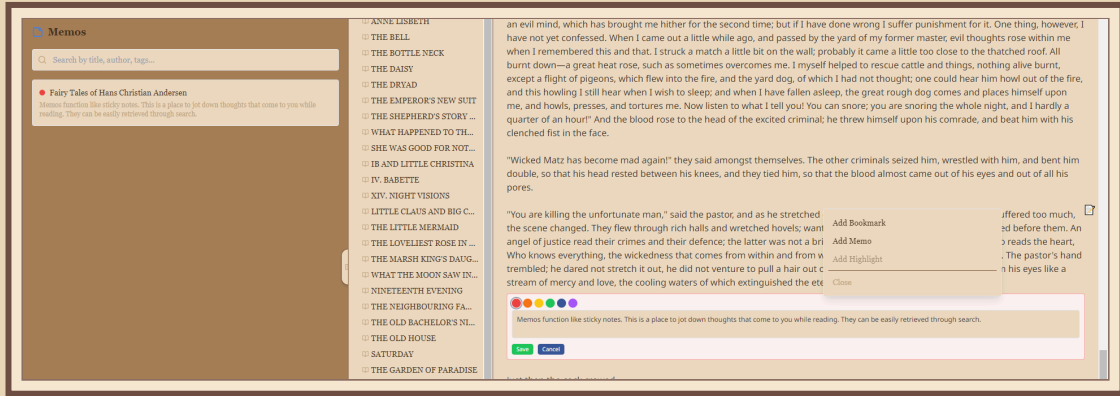 Memos
Search by title, author, tags...
Fairy Tales of Hans Christian Andersen
Memos function like sticky notes. This is a place to jot down thoughts that come to you while
reading. They can be easily retrieved through search.
ANNE LISBETH
THE BELL
THE BOTTLE NECK
THE DAISY
THE DRYAD
THE EMPEROR'S NEW SUIT
THE SHEPHERD'S STORY ...
WHAT HAPPENED TO TH...
SHE WAS GOOD FOR NOT...
IB AND LITTLE CHRISTINA
IV. BABETTE
XIV. NIGHT VISIONS
LITTLE CLAUS AND BIG C...
THE LITTLE MERMAID
THE LOVELIEST ROSE IN ...
THE MARSH KING'S DAUG...
WHAT THE MOON SAW IN...
NINETEENTH EVENING
THE NEIGHBOURING FA...
THE OLD BACHELOR'S NI...
THE OLD HOUSE
SATURDAY
THE GARDEN OF PARADISE
an evil mind, which has brought me hither for the second time; but if I have done wrong I suffer punishment for it. One thing, however, I
have not yet confessed. When I came out a little while ago, and passed by the yard of my former master, evil thoughts rose within me
when I remembered this and that. I struck a match a little bit on the wall; probably it came a little too close to the thatched roof. All
burnt down—a great heat rose, such as sometimes overcomes me. I myself helped to rescue cattle and things, nothing alive burnt,
except a flight of pigeons, which flew into the fire, and the yard dog, of which I had not thought; one could hear him howl out of the fire,
and this howling I still hear when I wish to sleep; and when I have fallen asleep, the great rough dog comes and places himself upon
me, and howls, presses, and tortures me. Now listen to what I tell you! You can snore; you are snoring the whole night, and I hardly a
quarter of an hour!" And the blood rose to the head of the excited criminal; he threw himself upon his comrade, and beat him with his
clenched fist in the face.
"Wicked Matz has become mad again!" they said amongst themselves. The other criminals seized him, wrestled with him, and bent him
double, so that his head rested between his knees, and they tied him, so that the blood almost came out of his eyes and out of all his
pores.
"You are killing the unfortunate man," said the pastor, and as he stretched uffered too much,
the scene changed. They flew through rich halls and wretched hovels; want ed before them. An
angel of justice read their crimes and their defence; the latter was not a bri o reads the heart,
Who knows everything, the wickedness that comes from within and from w . The pastor's hand
trembled; he dared not stretch it out, he did not venture to pull a hair out o m his eyes like a
stream of mercy and love, the cooling waters of which extinguished the ete
Add Bookmark
Add Memo
Add Highlight
Close
Memos function like sticky notes. This is a place to jot down thoughts that come to you while reading. They can be easily retrieved through search.
Save Cancel